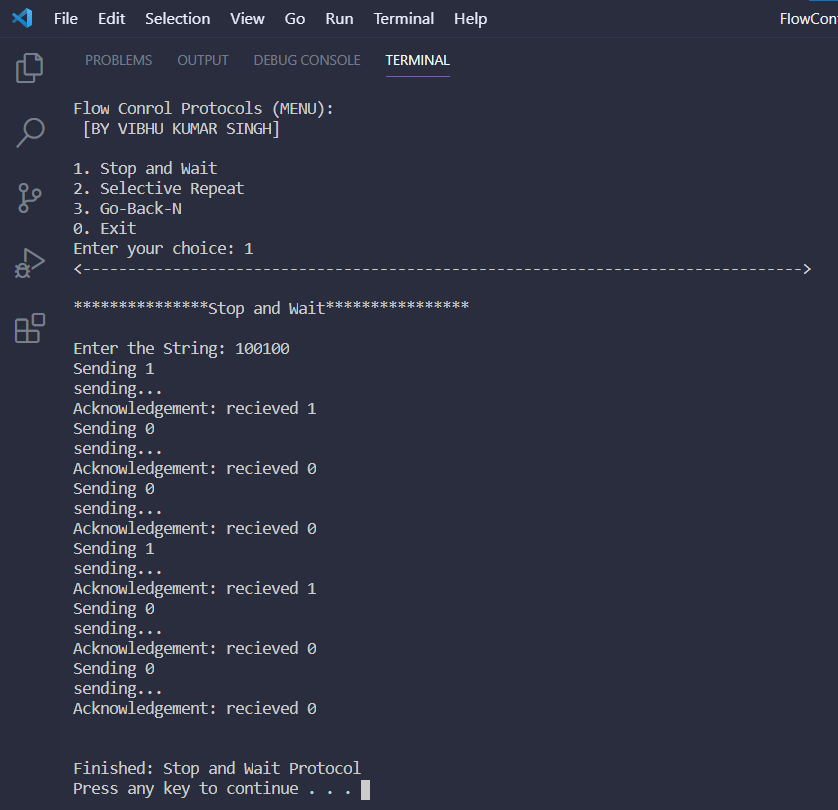 File Edit Selection View Go Run Terminal Help FlowCon
PROBLEMS OUTPUT DEBUG CONSOLE TERMINAL
Flow Conrol Protocols (MENU):
[BY VIBHU KUMAR SINGH]
1. Stop and Wait
2. Selective Repeat
3. Go-Back-N
0. Exit
Enter your choice: 1
<-------------------------------------------------------------------------------->
***************Stop and Wait****************
Enter the String: 100100
Sending 1
sending...
Acknowledgement: recieved 1
Sending 0
sending...
Acknowledgement: recieved 0
Sending 0
sending...
Acknowledgement: recieved 0
Sending 1
sending...
Acknowledgement: recieved 1
Sending 0
sending...
Acknowledgement: recieved 0
Sending 0
sending...
Acknowledgement: recieved 0
Finished: Stop and Wait Protocol
Press any key to continue . . .